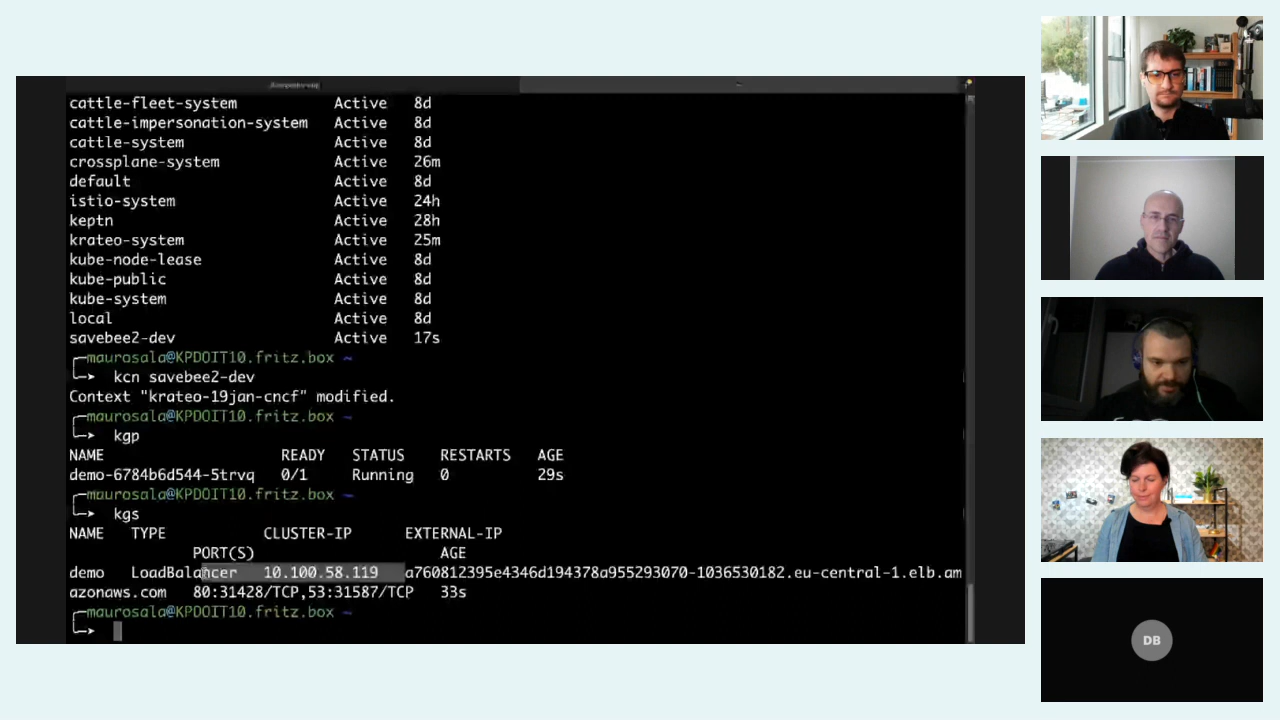 cattle-fleet-system Active 8d
cattle-impersonation-system Active 8d
cattle-system Active 8d
crossplane-system Active 26m
default Active 8d
istio-system Active 24h
keptn Active 28h
krateo-system Active 25m
kube-node-lease Active 8d
kube-public Active 8d
kube-system Active 8d
local Active 8d
savebee2-dev Active 17s
maurosala@KPDOIT10.fritz.box ~
kcn savebee2-dev
Context "krateo-19jan-cncf" modified.
maurosala@KPDOIT10.fritz.box ~
kgp
NAME READY STATUS RESTARTS AGE
demo-6784b6d544-5trvq 0/1 Running 0 29s
maurosala@KPDOIT10.fritz.box ~
kgs
NAME TYPE CLUSTER-IP EXTERNAL-IP
PORT(S) AGE
demo LoadBalancer 10.100.58.119 a760812395e4346d194378a955293070-1036530182.eu-central-1.elb.am
azonaws.com 80:31428/TCP,53:31587/TCP 33s
maurosala@KPDOIT10.fritz.box ~
DB